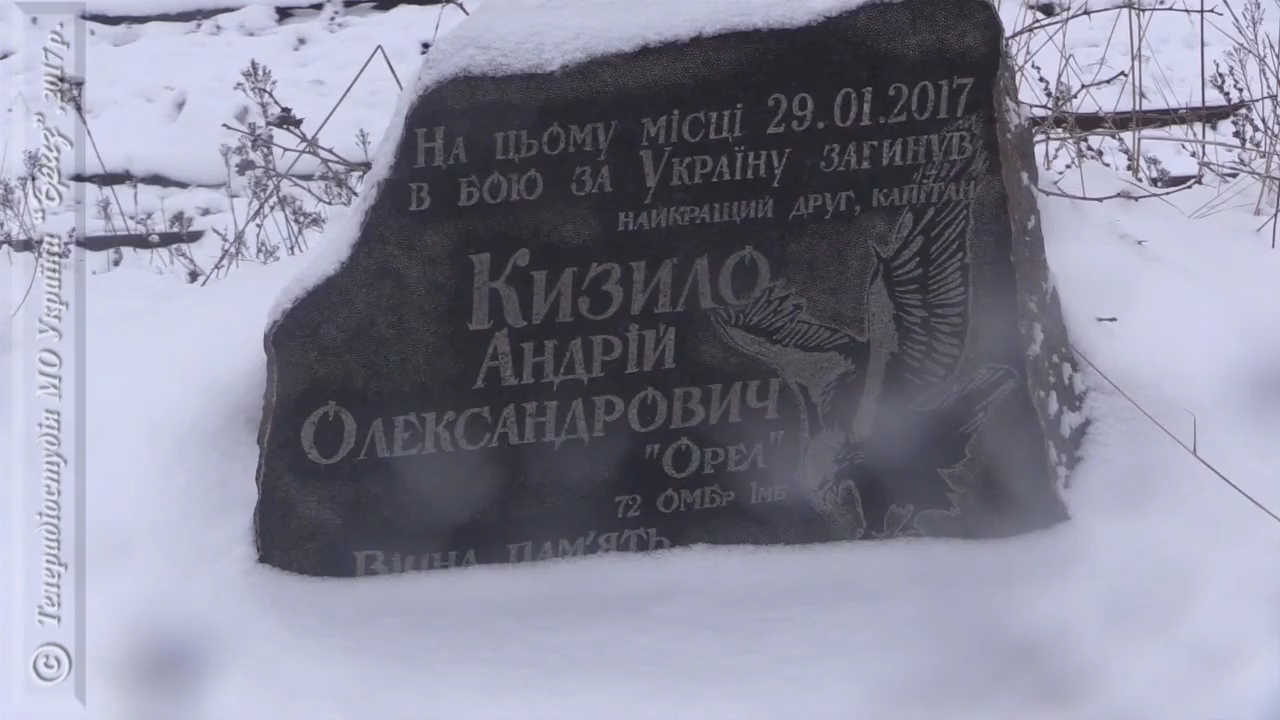 На цьому місці 29.01.2017
в бою за Україну загинув
найкращий друг, капітан
Кизило
Андрій
Олександрович
"Орел"
72 ОМБр 1мб
Вічна пам'ять
© Телерадіостудія МО України "Бриз", 2017р.